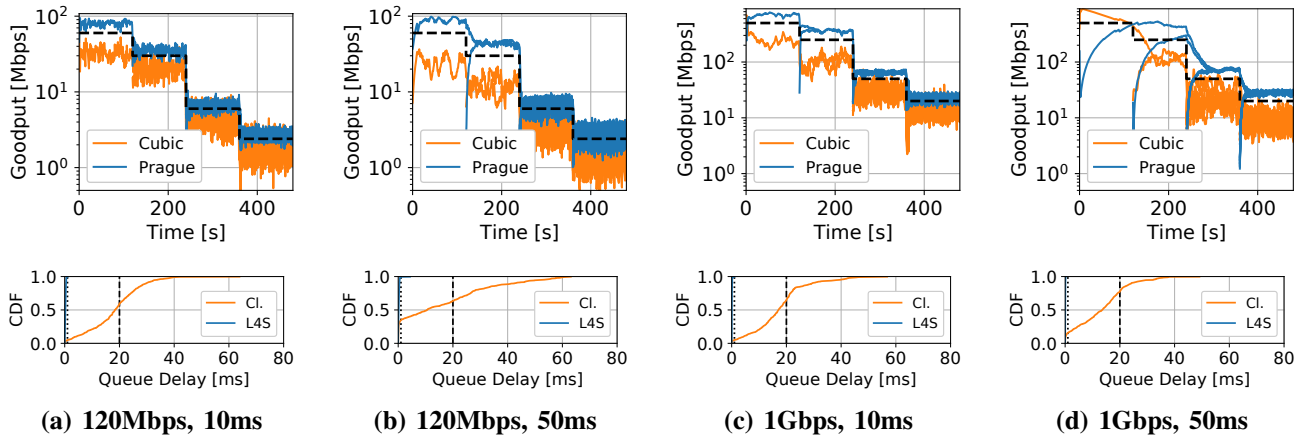 10²
10¹
10⁰
Goodput [Mbps]
Cubic
Prague
0 200 400
Time [s]
10²
10¹
10⁰
Goodput [Mbps]
Cubic
Prague
0 200 400
Time [s]
10²
10¹
10⁰
Goodput [Mbps]
Cubic
Prague
0 200 400
Time [s]
10²
10¹
10⁰
Goodput [Mbps]
Cubic
Prague
0 200 400
Time [s]
1.0
0.5
0.0
CDF
Cl.
L4S
0 20 40 60 80
Queue Delay [ms]
1.0
0.5
0.0
CDF
Cl.
L4S
0 20 40 60 80
Queue Delay [ms]
1.0
0.5
0.0
CDF
Cl.
L4S
0 20 40 60 80
Queue Delay [ms]
1.0
0.5
0.0
CDF
Cl.
L4S
0 20 40 60 80
Queue Delay [ms]
(a) 120Mbps, 10ms
(b) 120Mbps, 50ms
(c) 1Gbps, 10ms
(d) 1Gbps, 50ms